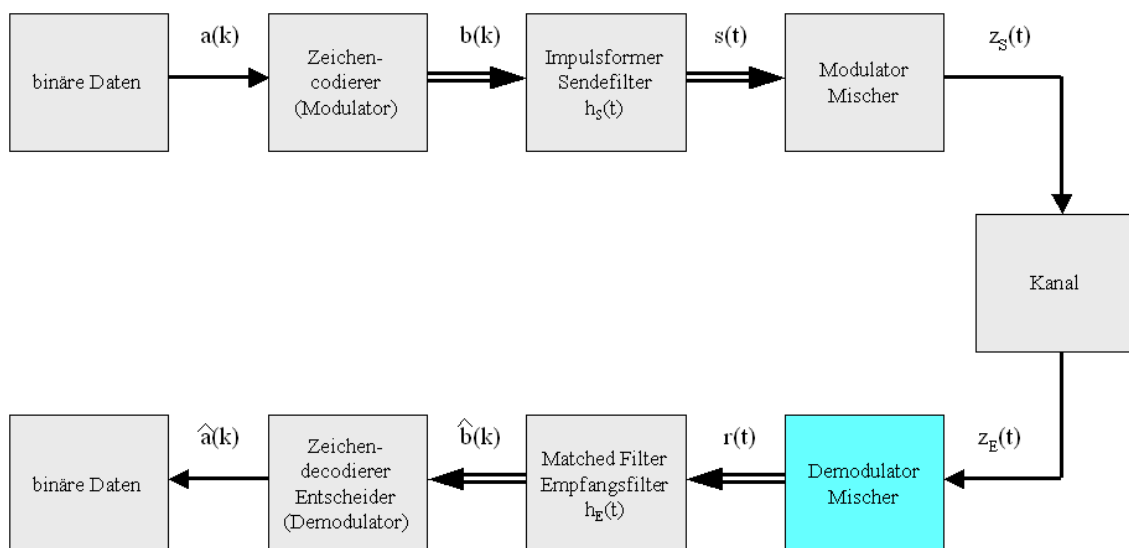 a(k)
b(k)
s(t)
z_S(t)
binäre Daten
Zeichen-
codierer
(Modulator)
Impulsformer
Sendefilter
h_S(t)
Modulator
Mischer
Kanal
â(k)
b̂(k)
r(t)
z_E(t)
binäre Daten
Zeichen-
decodierer
Entscheider
(Demodulator)
Matched Filter
Empfangsfilter
h_E(t)
Demodulator
Mischer